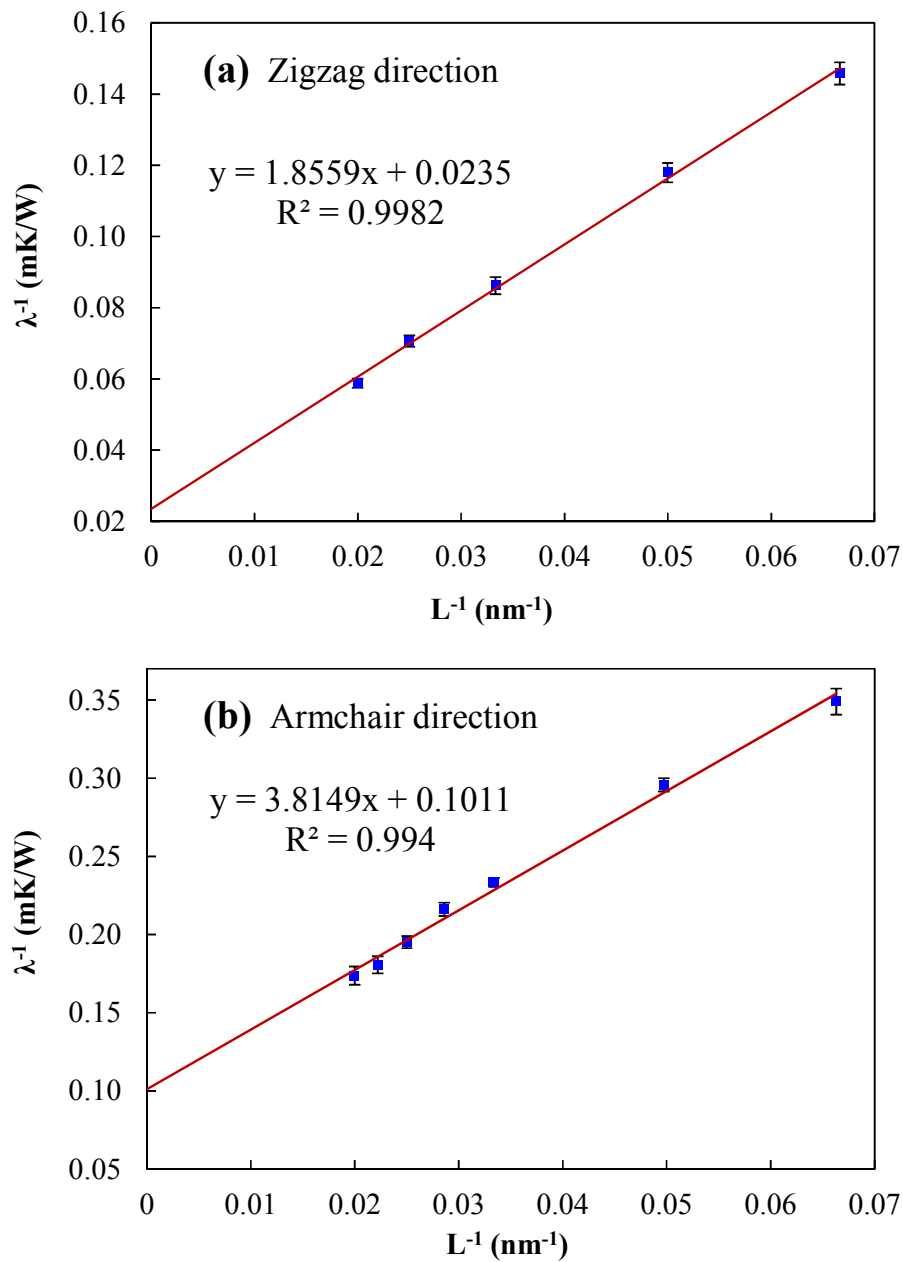 0.16
(a) Zigzag direction
0.14
y = 1.8559x + 0.0235
R² = 0.9982
0.12
0.10
λ⁻¹ (mK/W)
0.08
0.06
0.04
0.02
0 0.01 0.02 0.03 0.04 0.05 0.06 0.07
L⁻¹ (nm⁻¹)
0.35
(b) Armchair direction
0.30
y = 3.8149x + 0.1011
R² = 0.994
0.25
λ⁻¹ (mK/W)
0.20
0.15
0.10
0.05
0 0.01 0.02 0.03 0.04 0.05 0.06 0.07
L⁻¹ (nm⁻¹)